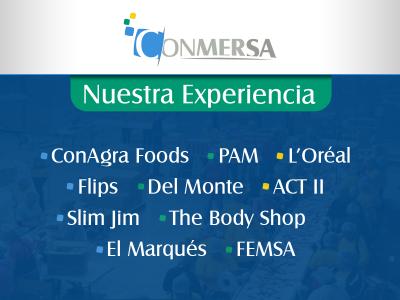 CONMERSA
Nuestra Experiencia
ConAgra Foods PAM L'Oréal
Flips Del Monte ACT II
Slim Jim The Body Shop
El Marqués FEMSA